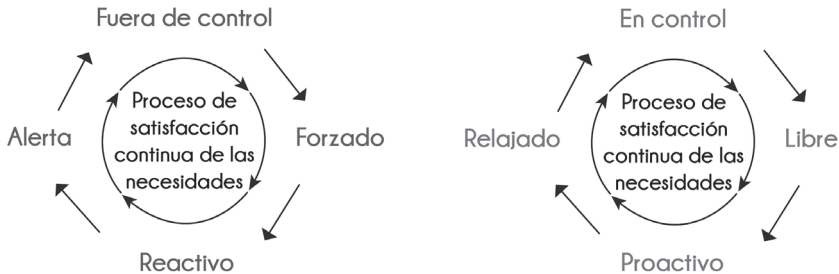 Fuera de control
Alerta
Proceso de
satisfacción
continua de las
necesidades
Forzado
Reactivo
En control
Relajado
Proceso de
satisfacción
continua de las
necesidades
Libre
Proactivo